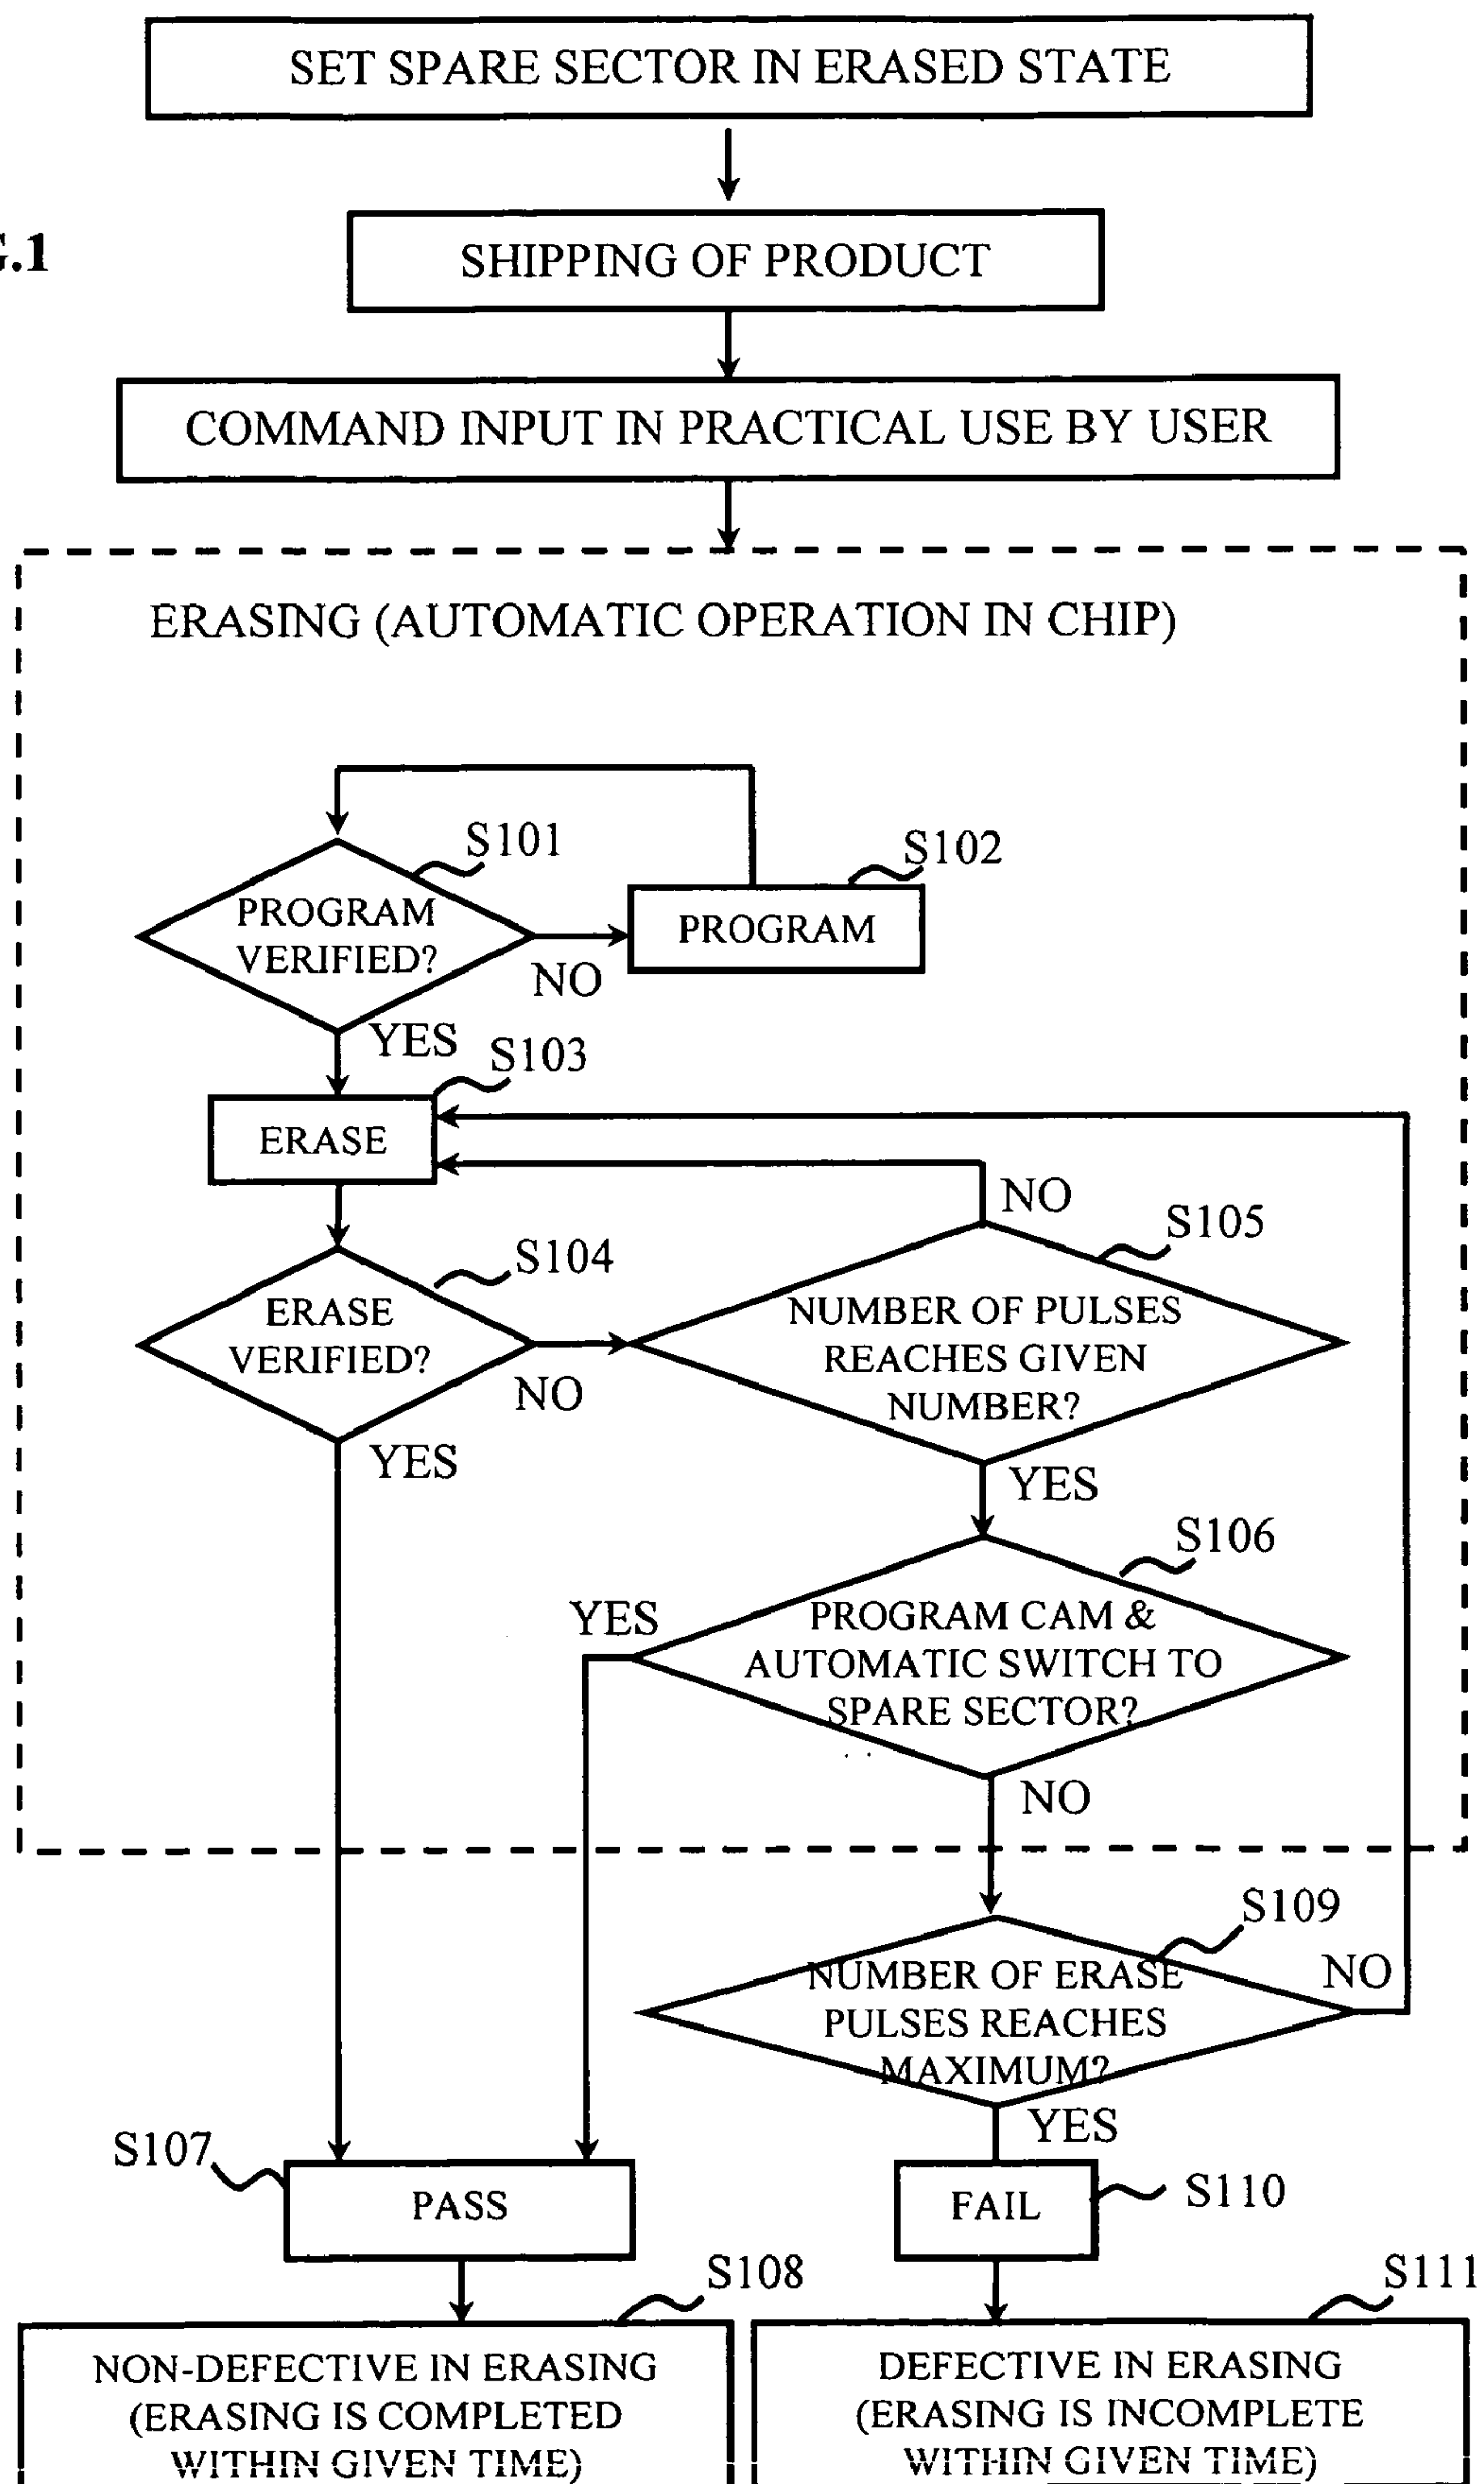 SET SPARE SECTOR IN ERASED STATE
G.1
SHIPPING OF PRODUCT
COMMAND INPUT IN PRACTICAL USE BY USER
ERASING (AUTOMATIC OPERATION IN CHIP)
S101
S102
PROGRAM
VERIFIED?
PROGRAM
NO
YES
S103
ERASE
NO
S105
S104
ERASE
VERIFIED?
NUMBER OF PULSES
REACHES GIVEN
NUMBER?
NO
YES
YES
S106
YES
PROGRAM CAM &
AUTOMATIC SWITCH TO
SPARE SECTOR?
NO
S109
NUMBER OF ERASE
PULSES REACHES
MAXIMUM?
NO
YES
S107
PASS
FAIL
S110
S108
S111
NON-DEFECTIVE IN ERASING
(ERASING IS COMPLETED
WITHIN GIVEN TIME)
DEFECTIVE IN ERASING
(ERASING IS INCOMPLETE
WITHIN GIVEN TIME)